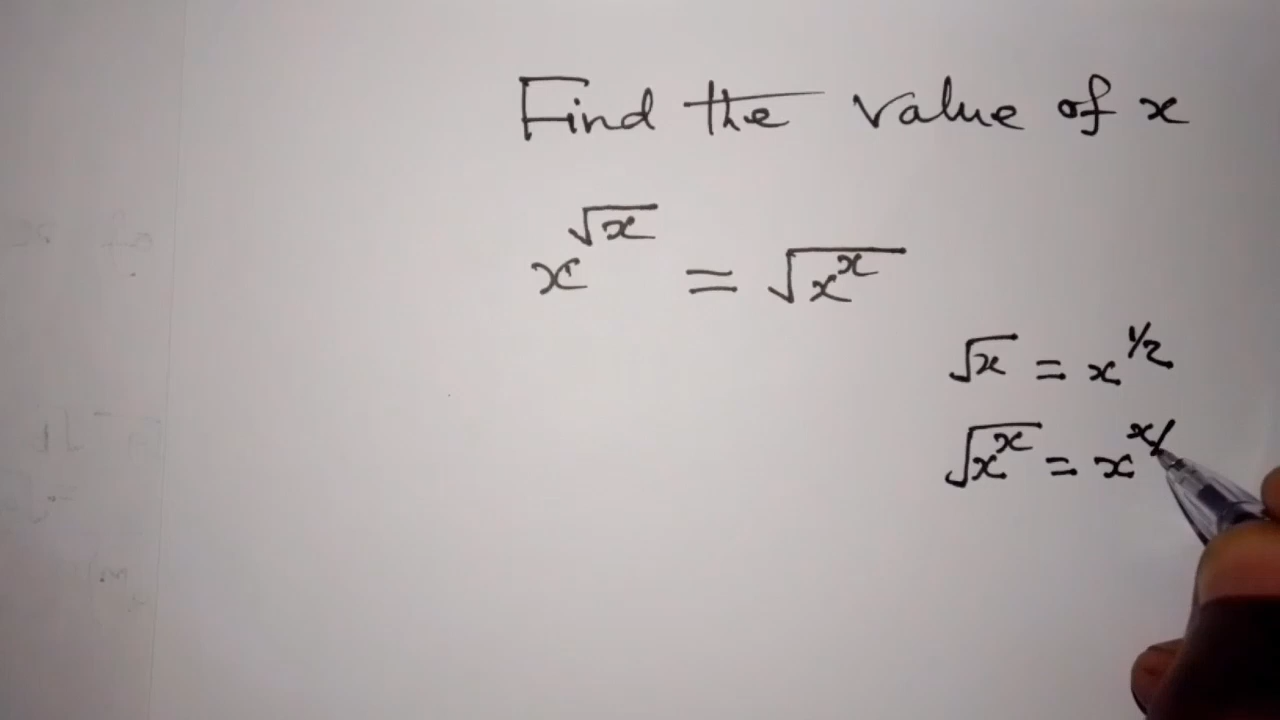 Find the value of x
x^√x = √(x^x)
√x = x^1/2
√(x^x) = x^x/